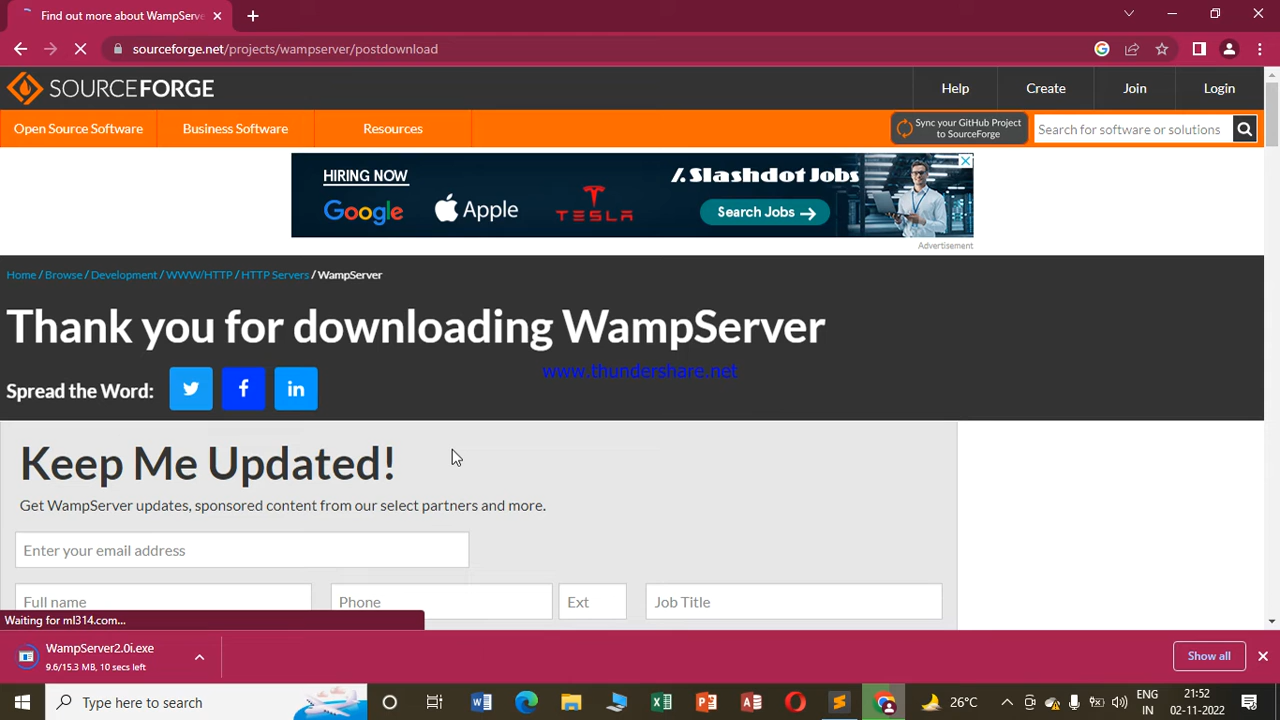 Find out more about WampServe
sourceforge.net/projects/wampserver/postdownload
SOURCEFORGE
Help
Create
Join
Login
Open Source Software
Business Software
Resources
Sync your GitHub Project
to SourceForge
Search for software or solutions
HIRING NOW
Google
Apple
TESLA
Slashdot Jobs
Search Jobs →
Advertisement
Home / Browse / Development / WWW/HTTP / HTTP Servers / WampServer
Thank you for downloading WampServer
www.thundershare.net
Spread the Word:
Keep Me Updated!
Get WampServer updates, sponsored content from our select partners and more.
Enter your email address
Full name
Phone
Ext
Job Title
Waiting for ml314.com...
WampServer2.0i.exe
9.6/15.3 MB, 10 secs left
Show all
Type here to search
26°C
ENG
IN
21:52
02-11-2022